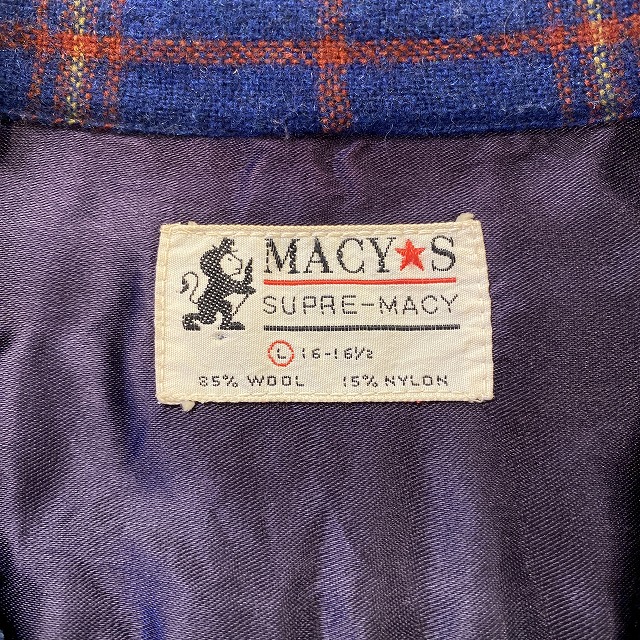 MACY★S
SUPRE-MACY
L 16-16½
85% WOOL 15% NYLON